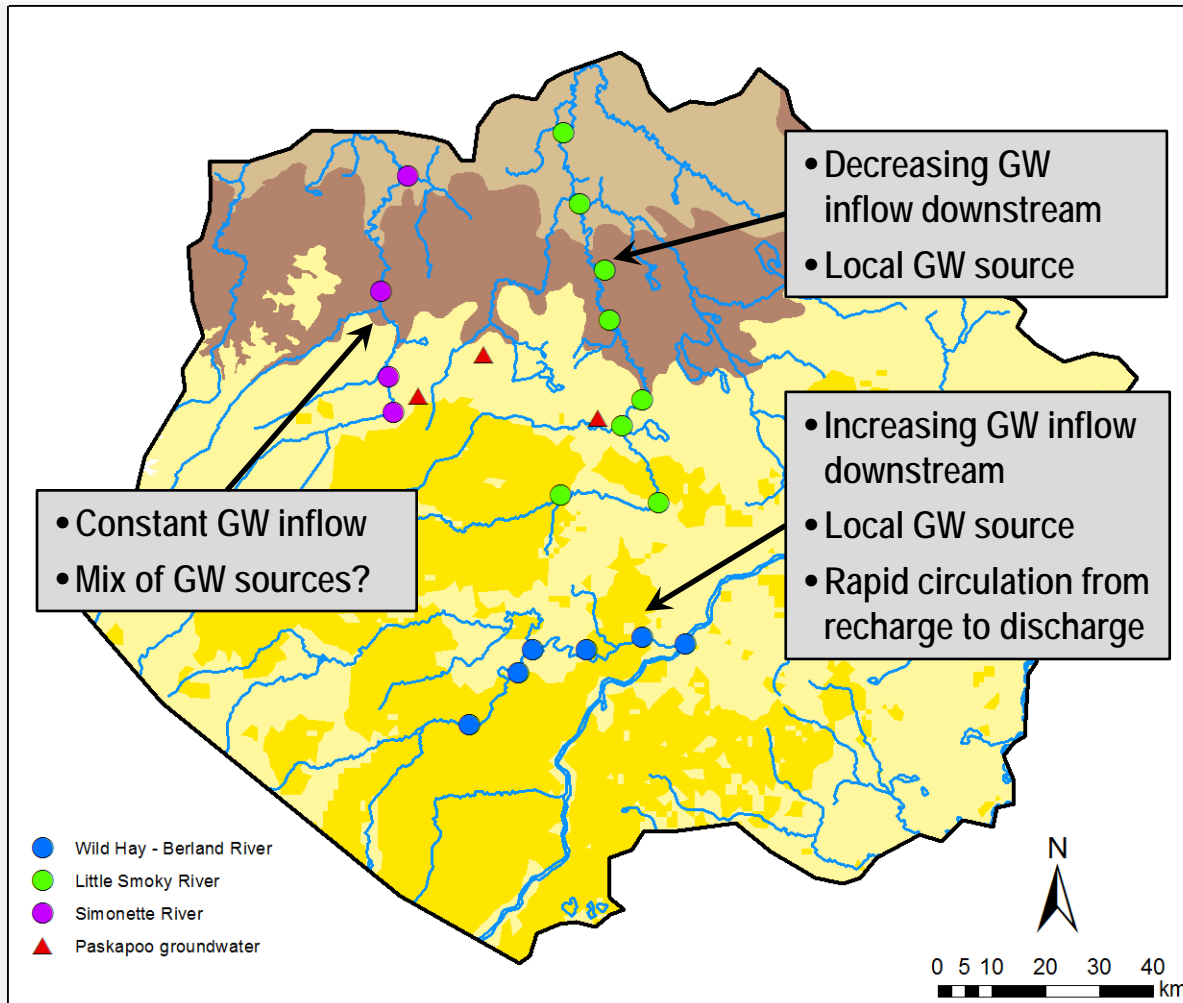 • Decreasing GW
inflow downstream
• Local GW source
• Increasing GW inflow
downstream
• Local GW source
• Rapid circulation from
recharge to discharge
• Constant GW inflow
• Mix of GW sources?
Wild Hay - Berland River
Little Smoky River
Simonette River
Paskapoo groundwater
N
0 5 10 20 30 40
km